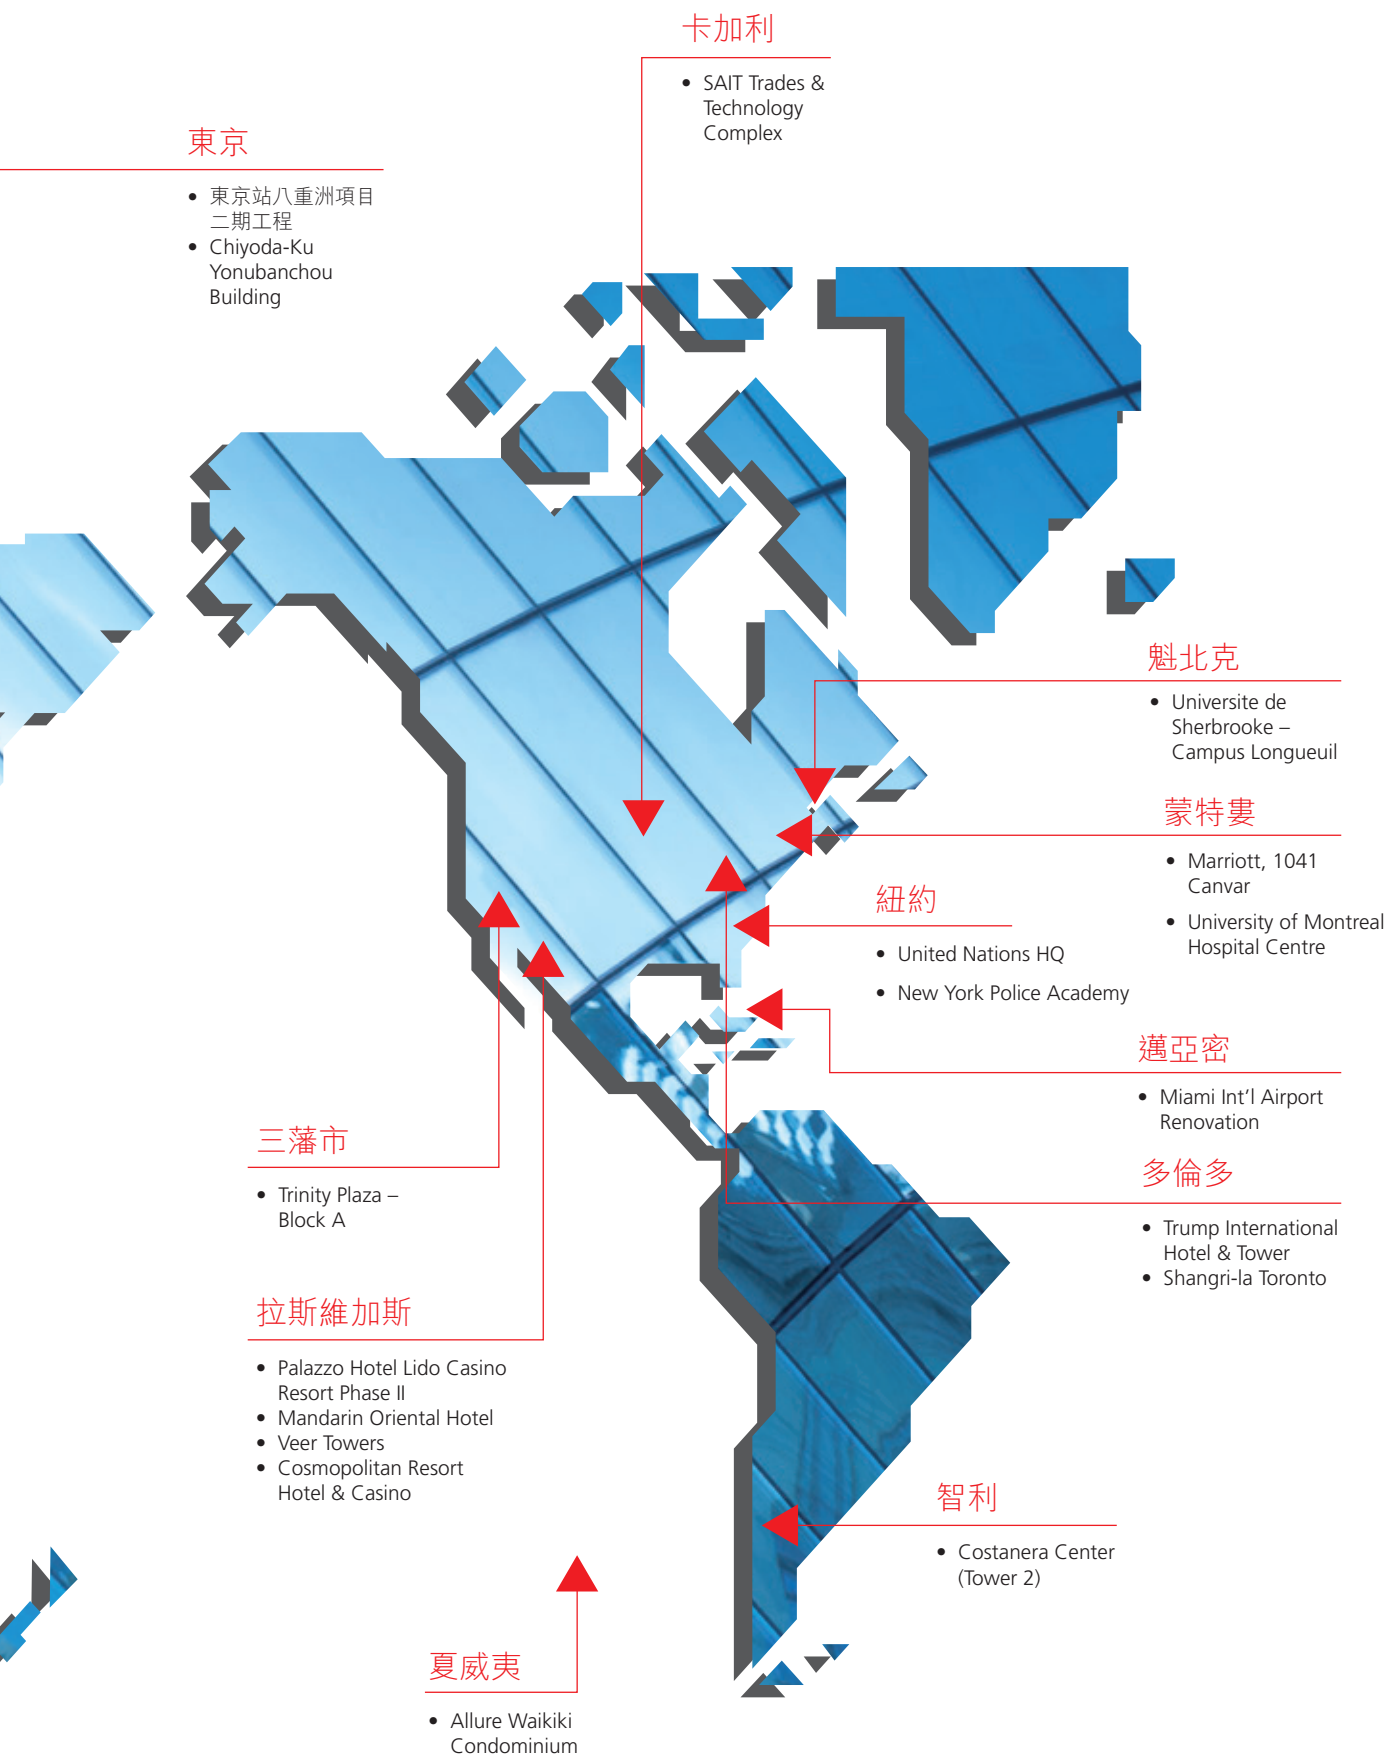 卡加利
• SAIT Trades &
Technology
Complex
東京
• 東京站八重洲項目
二期工程
• Chiyoda-Ku
Yonubanchou
Building
魁北克
• Universite de
Sherbrooke –
Campus Longueuil
蒙特婁
• Marriott, 1041
Canvar
• University of Montreal
Hospital Centre
紐約
• United Nations HQ
• New York Police Academy
邁亞密
• Miami Int'l Airport
Renovation
三藩市
• Trinity Plaza –
Block A
多倫多
• Trump International
Hotel & Tower
• Shangri-la Toronto
拉斯維加斯
• Palazzo Hotel Lido Casino
Resort Phase II
• Mandarin Oriental Hotel
• Veer Towers
• Cosmopolitan Resort
Hotel & Casino
智利
• Costanera Center
(Tower 2)
夏威夷
• Allure Waikiki
Condominium